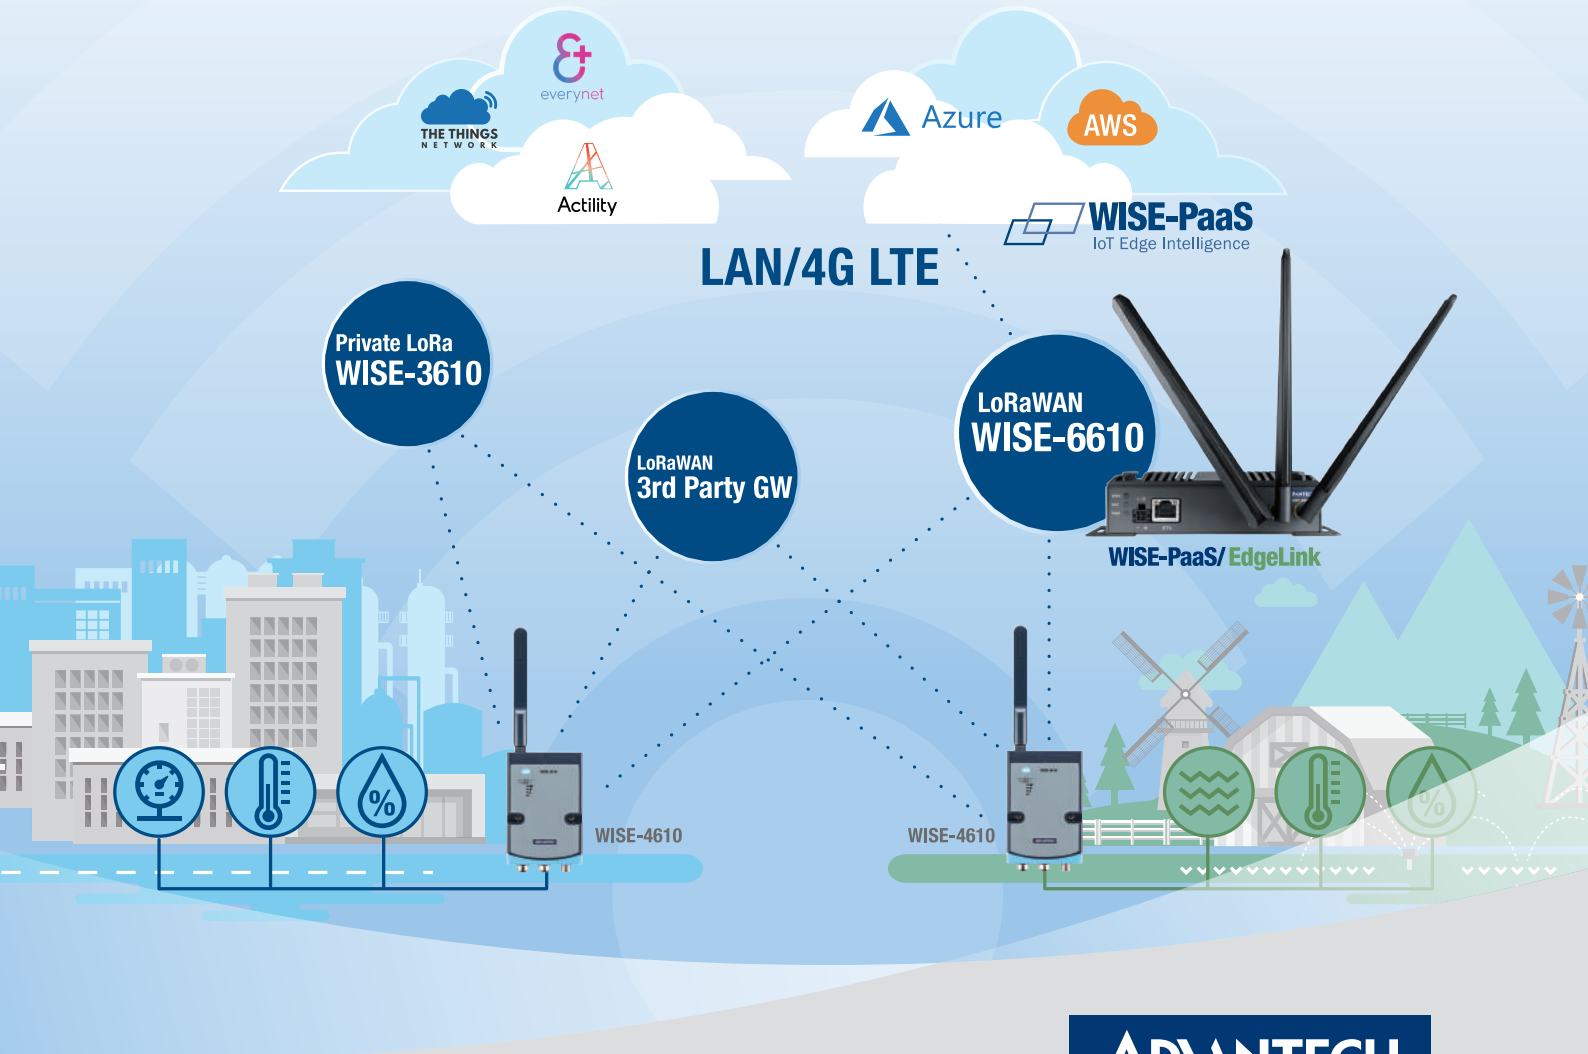 everynet
THE THINGS
NETWORK
Actility
Azure
AWS
WISE-PaaS
IoT Edge Intelligence
LAN/4G LTE
Private LoRa
WISE-3610
LoRaWAN
3rd Party GW
LoRaWAN
WISE-6610
WISE-PaaS/EdgeLink
%
WISE-4610
WISE-4610
%
ADVANTECH